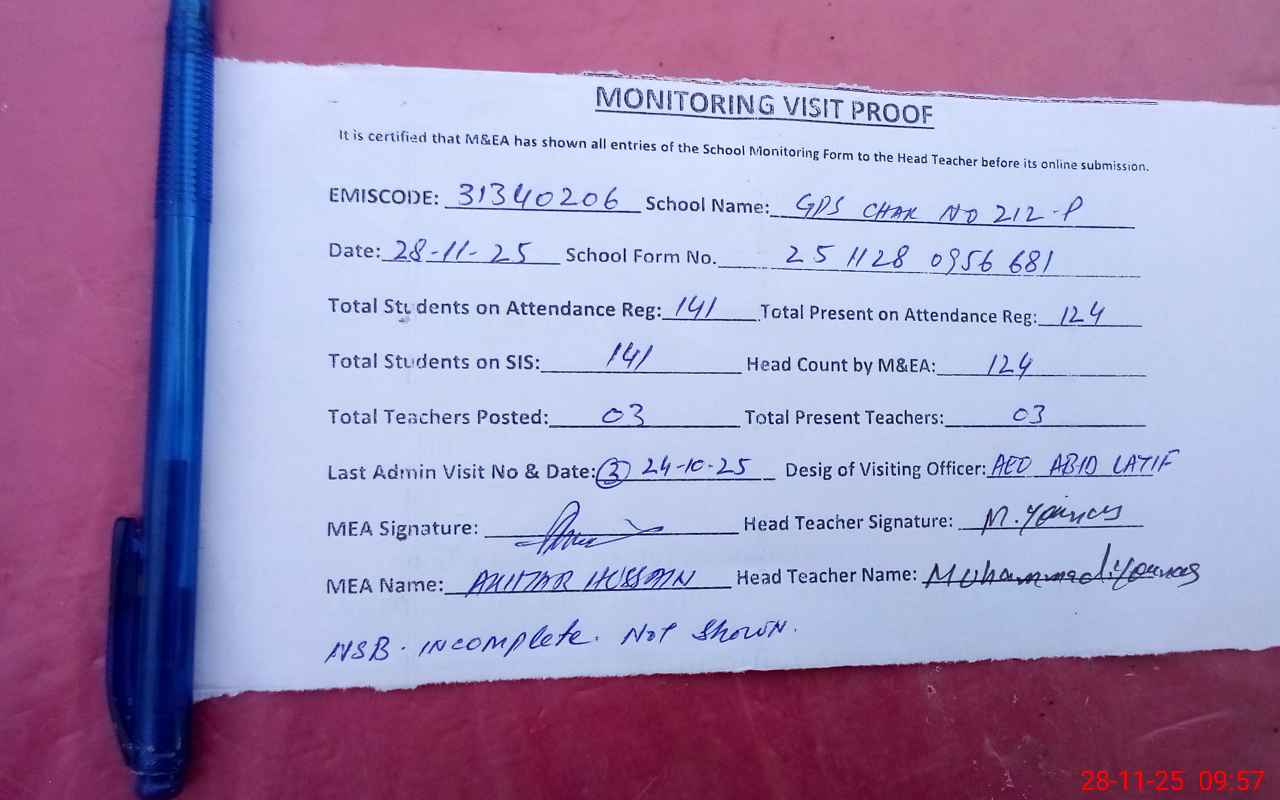 MONITORING VISIT PROOF
It is certified that M&EA has shown all entries of the School Monitoring Form to the Head Teacher before its online submission.
EMISCODE: 31340206 School Name: GPS CHAK NO 212-P
Date: 28-11-25 School Form No. 251128 0956 681
Total Students on Attendance Reg: 141 Total Present on Attendance Reg: 124
Total Students on SIS: 141 Head Count by M&EA: 124
Total Teachers Posted: 03 Total Present Teachers: 03
Last Admin Visit No & Date: (3) 24-10-25 Desig of Visiting Officer: AEO ABID LATIF
MEA Signature: Head Teacher Signature: M. Younas
MEA Name: AKHTAR HUSSAIN Head Teacher Name: Muhammad Younas
NSB. INCOMPLETE. NOT SHOWN.
28-11-25 09:57